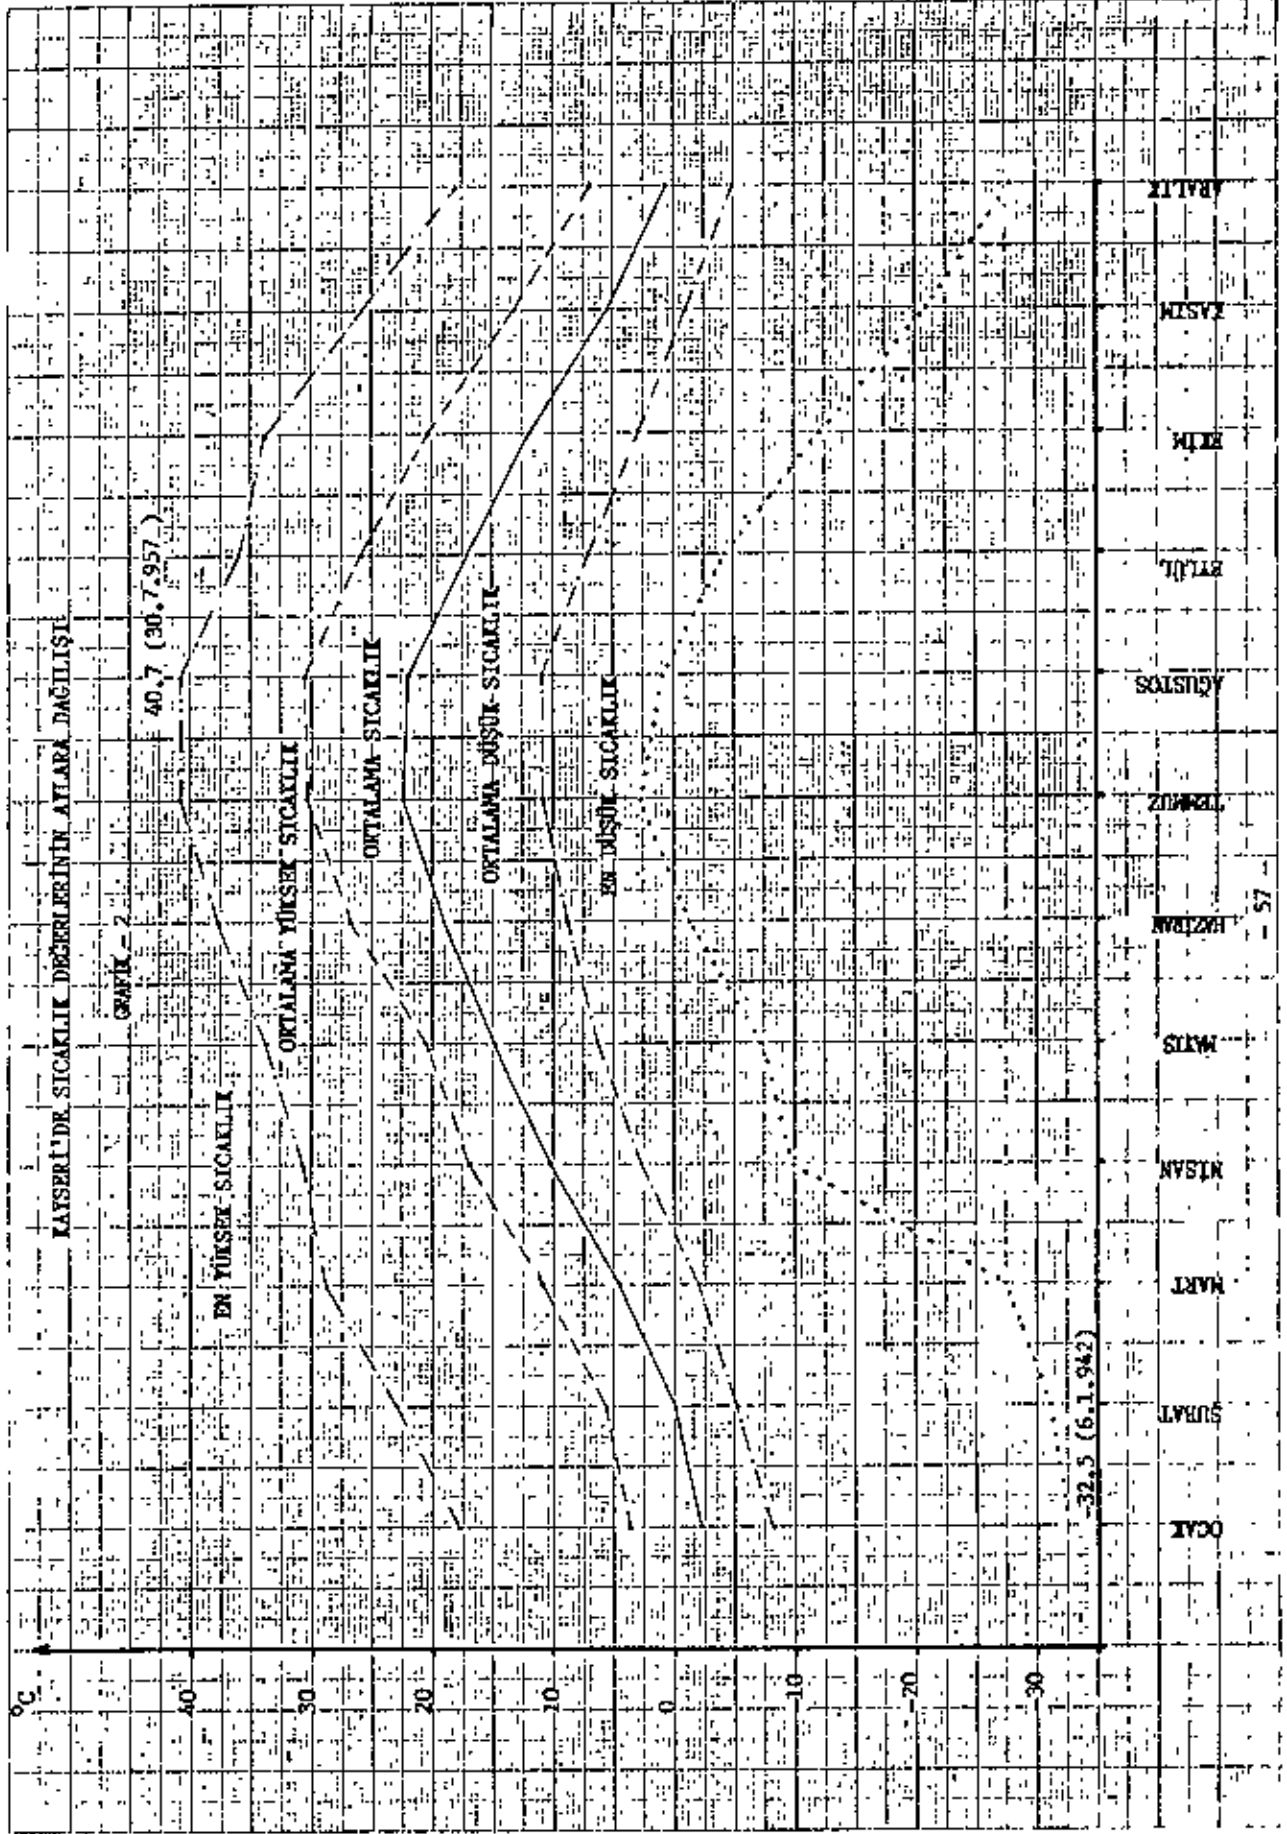 KAYSERİ'DE SICAKLIK DEĞERLERİNİN AYLARA DAĞILIŞI
GRAFİK - 2
°C
40.7 (30.7.957)
EN YÜKSEK SICAKLIK
ORTALAMA YÜKSEK SICAKLIK
ORTALAMA SICAKLIK
ORTALAMA DÜŞÜK SICAKLIK
EN DÜŞÜK SICAKLIK
-32.5 (6.1.942)
40
30
20
10
0
-10
-20
-30
OCAK
ŞUBAT
MART
NİSAN
MAYIS
HAZİRAN
TEMMUZ
AĞUSTOS
EYLÜL
EKİM
KASIM
ARALIK
- 57 -